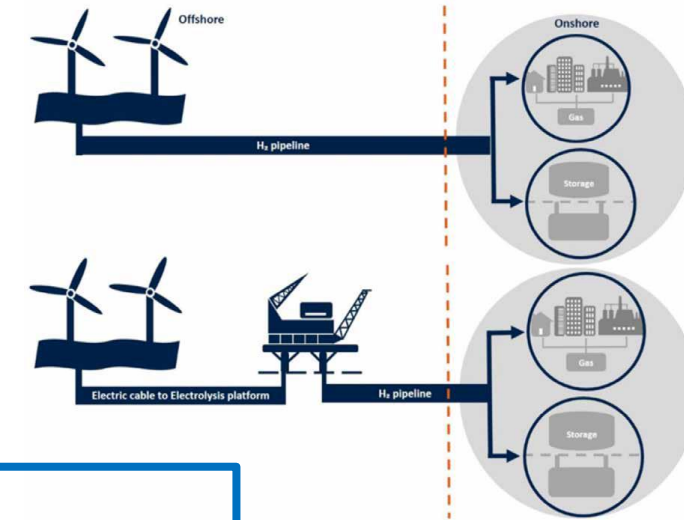 Offshore
Onshore
Gas
H₂ pipeline
Storage
Gas
Electric cable to Electrolysis platform
H₂ pipeline
Storage